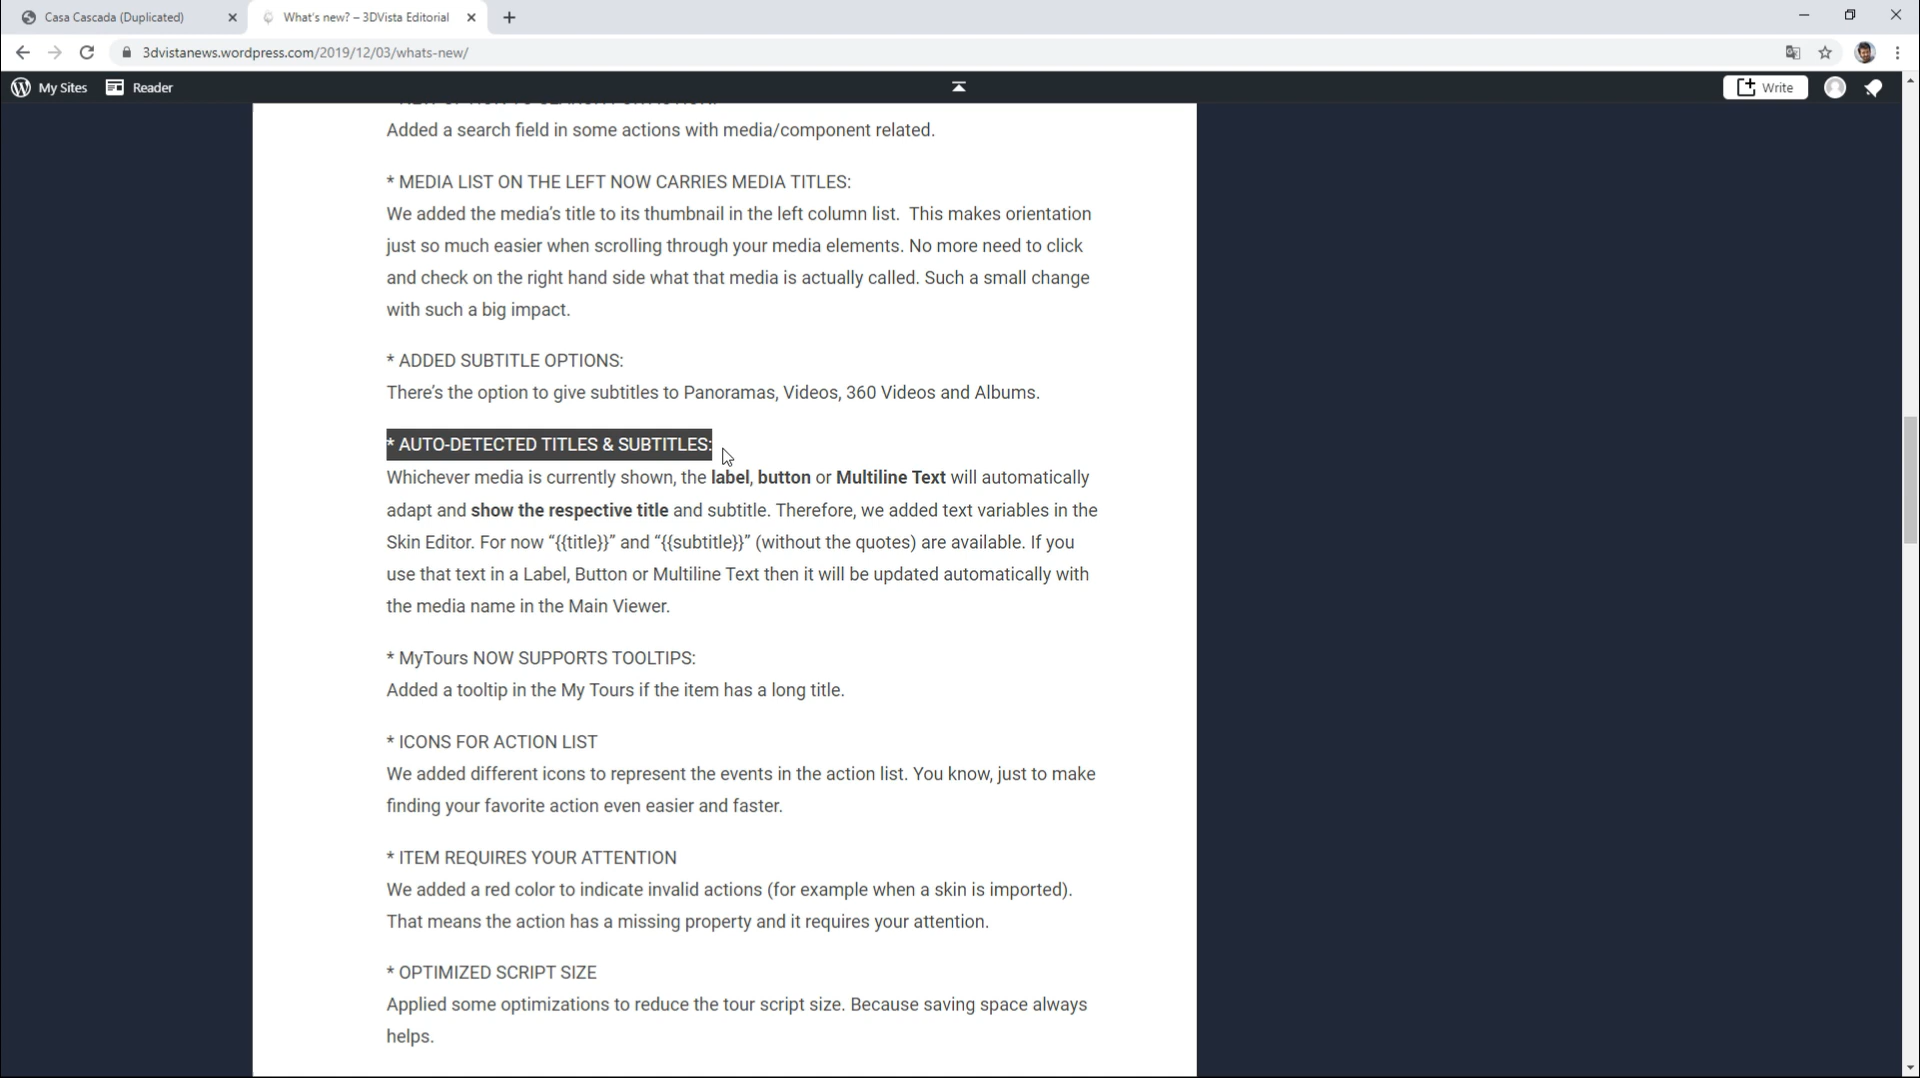 Casa Cascada (Duplicated)
What's new? – 3DVista Editorial
3dvistanews.wordpress.com/2019/12/03/whats-new/
My Sites
Reader
Write
Added a search field in some actions with media/component related.
* MEDIA LIST ON THE LEFT NOW CARRIES MEDIA TITLES:
We added the media’s title to its thumbnail in the left column list.  This makes orientation
just so much easier when scrolling through your media elements. No more need to click
and check on the right hand side what that media is actually called. Such a small change
with such a big impact.
* ADDED SUBTITLE OPTIONS:
There’s the option to give subtitles to Panoramas, Videos, 360 Videos and Albums.
* AUTO-DETECTED TITLES & SUBTITLES:
Whichever media is currently shown, the label, button or Multiline Text will automatically
adapt and show the respective title and subtitle. Therefore, we added text variables in the
Skin Editor. For now “{{title}}” and “{{subtitle}}” (without the quotes) are available. If you
use that text in a Label, Button or Multiline Text then it will be updated automatically with
the media name in the Main Viewer.
* MyTours NOW SUPPORTS TOOLTIPS:
Added a tooltip in the My Tours if the item has a long title.
* ICONS FOR ACTION LIST
We added different icons to represent the events in the action list. You know, just to make
finding your favorite action even easier and faster.
* ITEM REQUIRES YOUR ATTENTION
We added a red color to indicate invalid actions (for example when a skin is imported).
That means the action has a missing property and it requires your attention.
* OPTIMIZED SCRIPT SIZE
Applied some optimizations to reduce the tour script size. Because saving space always
helps.